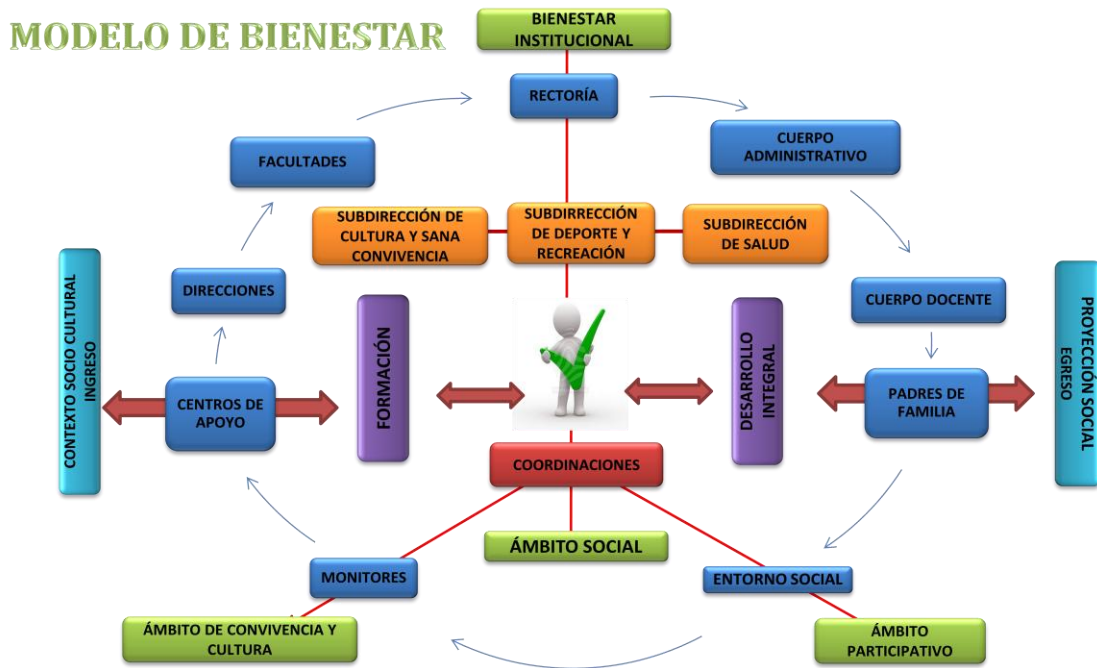 MODELO DE BIENESTAR
BIENESTAR
INSTITUCIONAL
RECTORÍA
CUERPO
ADMINISTRATIVO
FACULTADES
SUBDIRECCIÓN DE
CULTURA Y SANA
CONVIVENCIA
SUBDIRRECCIÓN
DE DEPORTE Y
RECREACIÓN
SUBDIRECCIÓN
DE SALUD
DIRECCIONES
CUERPO DOCENTE
CONTEXTO SOCIO CULTURAL
INGRESO
CENTROS DE
APOYO
FORMACIÓN
DESARROLLO
INTEGRAL
PADRES DE
FAMILIA
PROYECCIÓN SOCIAL
EGRESO
COORDINACIONES
ÁMBITO SOCIAL
MONITORES
ENTORNO SOCIAL
ÁMBITO DE CONVIVENCIA Y
CULTURA
ÁMBITO
PARTICIPATIVO